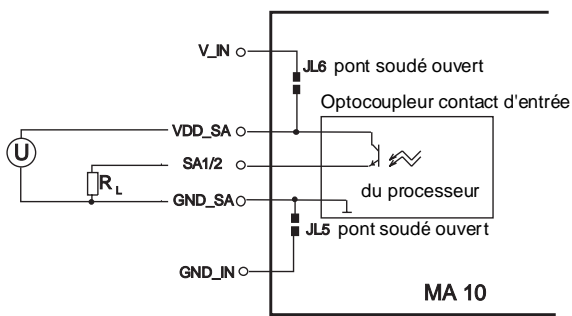 V_IN
JL6 pont soudé ouvert
Optocoupleur contact d'entrée
VDD_SA
U
SA1/2
R L
du processeur
GND_SA
JL5 pont soudé ouvert
GND_IN
MA 10